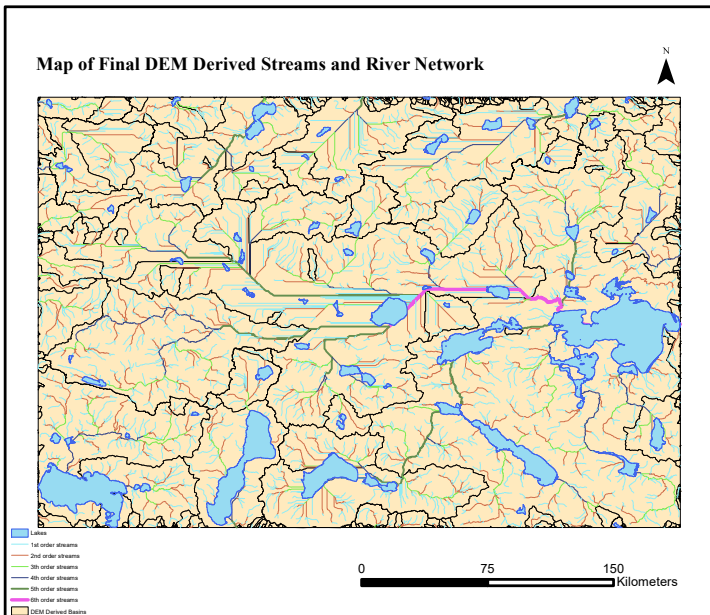 N
Map of Final DEM Derived Streams and River Network
Lakes
1st order streams
2nd order streams
3th order streams
4th order streams
5th order streams
6th order streams
DEM Derived Basins
0 75 150
Kilometers